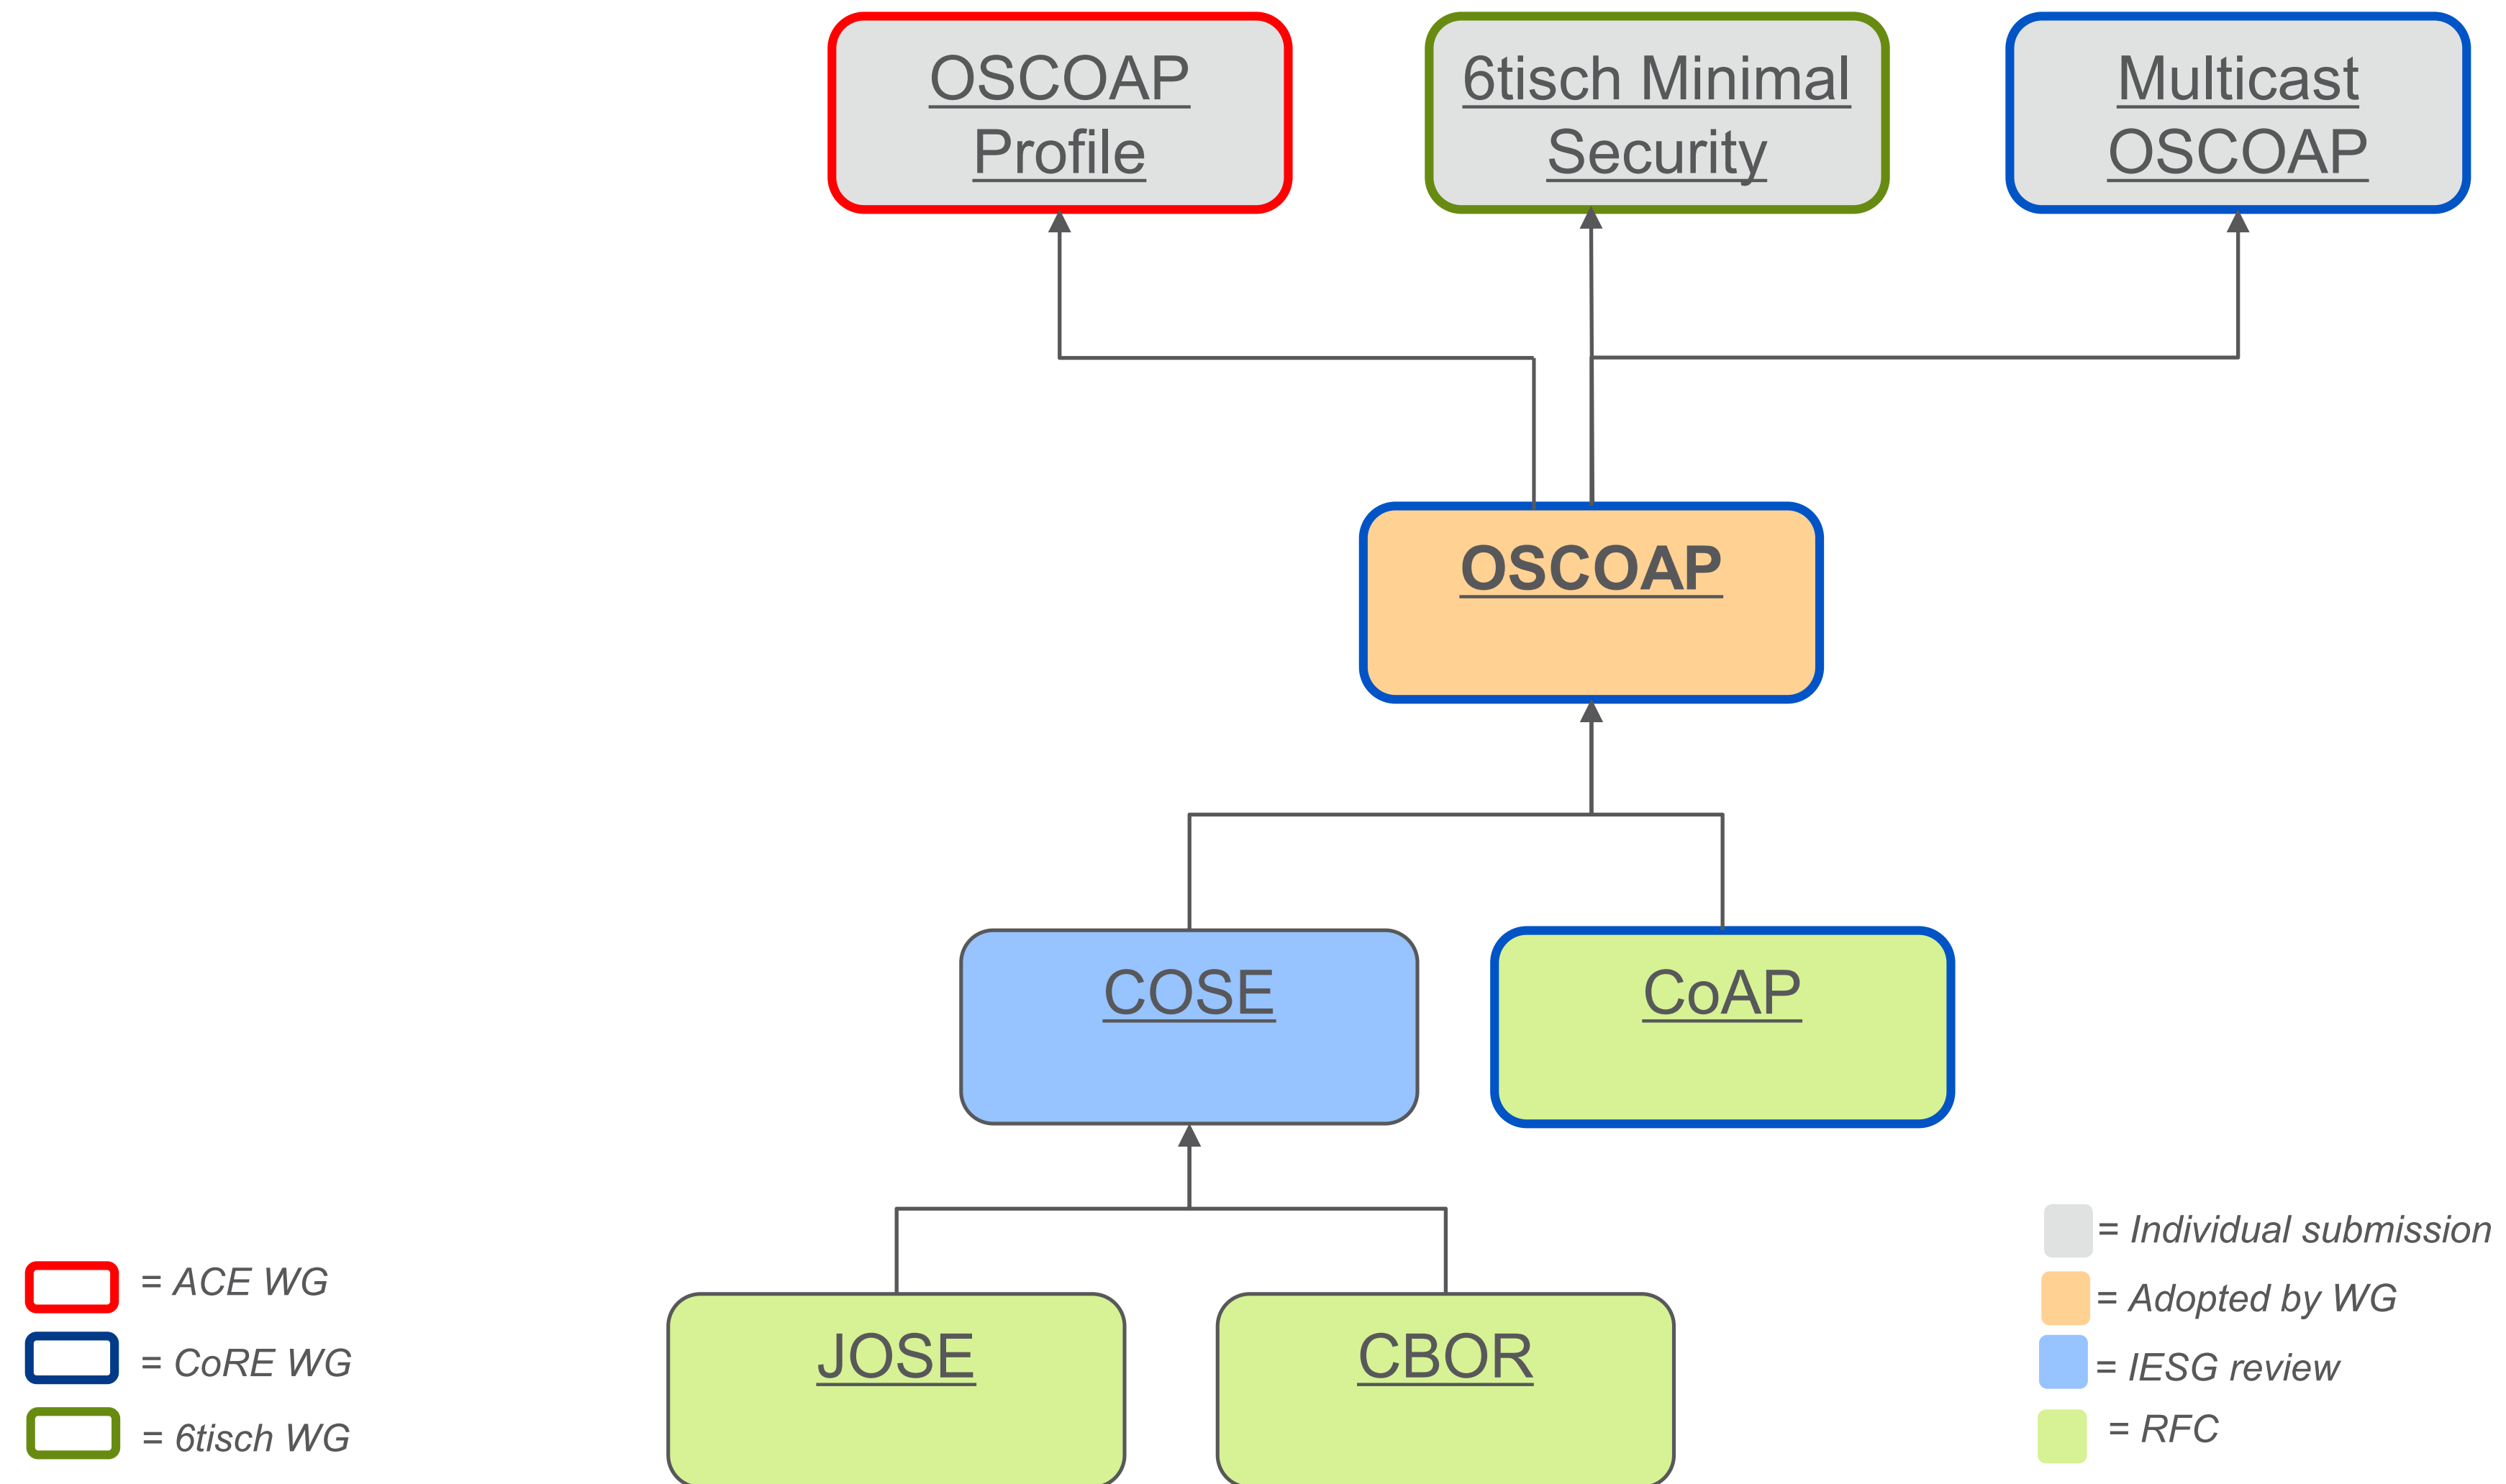 OSCOAP
Profile
6tisch Minimal
Security
Multicast
OSCOAP
OSCOAP
COSE
CoAP
JOSE
CBOR
= ACE WG
= CoRE WG
= 6tisch WG
= Individual submission
= Adopted by WG
= IESG review
= RFC